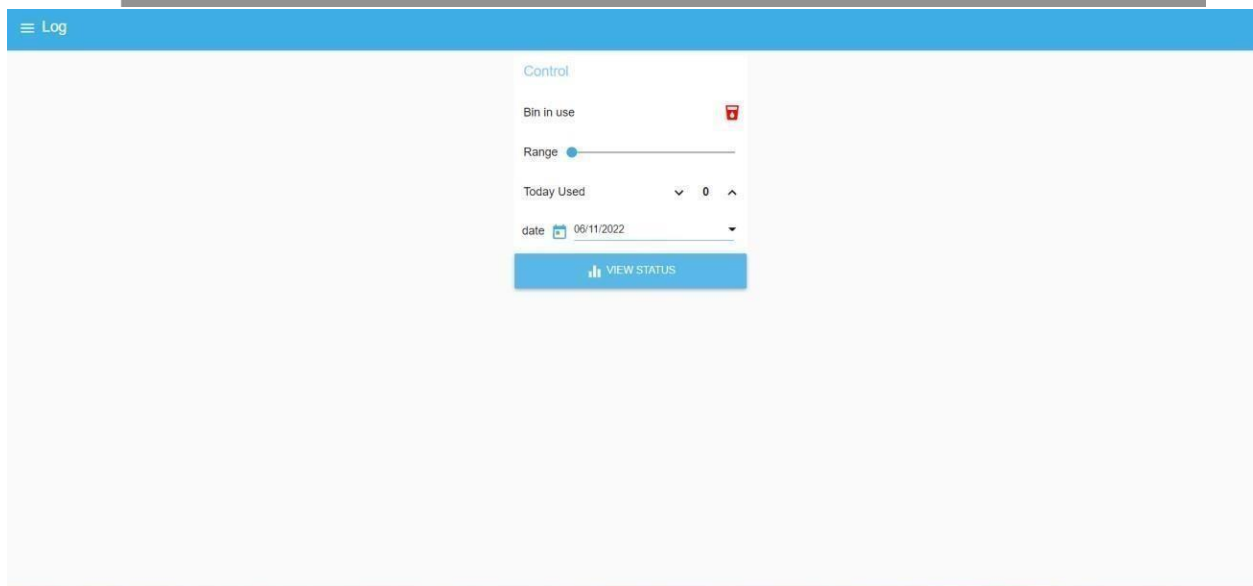 Log
Control
Bin in use
Range
Today Used 0
date 06/11/2022
VIEW STATUS